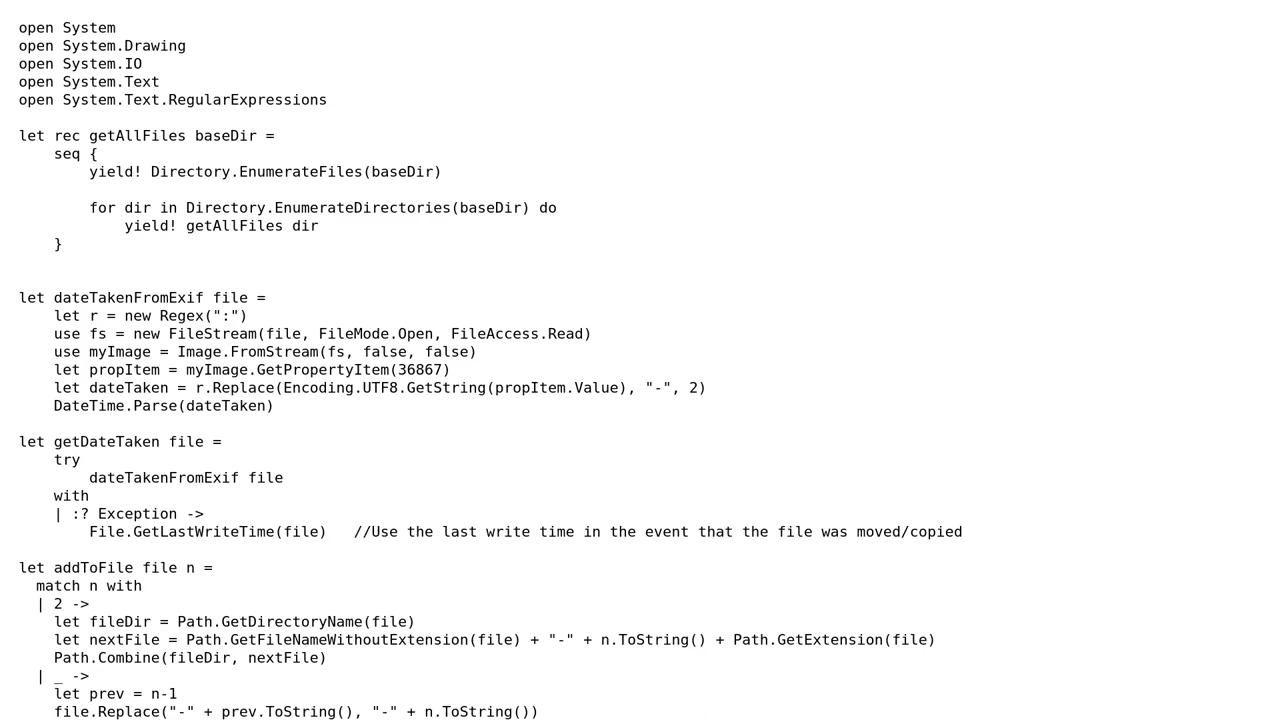 open System
open System.Drawing
open System.IO
open System.Text
open System.Text.RegularExpressions

let rec getAllFiles baseDir =
    seq {
        yield! Directory.EnumerateFiles(baseDir)

        for dir in Directory.EnumerateDirectories(baseDir) do
            yield! getAllFiles dir
    }


let dateTakenFromExif file =
    let r = new Regex(":")
    use fs = new FileStream(file, FileMode.Open, FileAccess.Read)
    use myImage = Image.FromStream(fs, false, false)
    let propItem = myImage.GetPropertyItem(36867)
    let dateTaken = r.Replace(Encoding.UTF8.GetString(propItem.Value), "-", 2)
    DateTime.Parse(dateTaken)

let getDateTaken file =
    try
        dateTakenFromExif file
    with
    | :? Exception ->
        File.GetLastWriteTime(file)   //Use the last write time in the event that the file was moved/copied

let addToFile file n =
  match n with
  | 2 ->
    let fileDir = Path.GetDirectoryName(file)
    let nextFile = Path.GetFileNameWithoutExtension(file) + "-" + n.ToString() + Path.GetExtension(file)
    Path.Combine(fileDir, nextFile)
  | _ ->
    let prev = n-1
    file.Replace("-" + prev.ToString(), "-" + n.ToString())